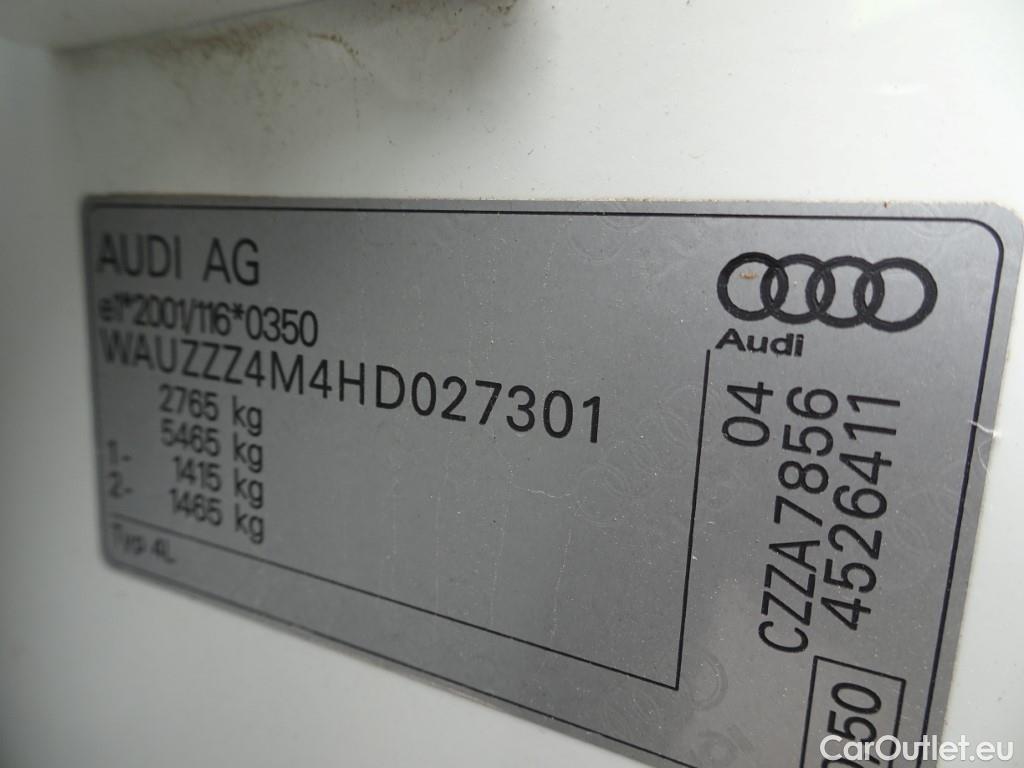 AUDI AG
e1*2001/116*0350
WAUZZZ4M4HD027301
2765 kg
5465 kg
1- 1415 kg
2- 1465 kg
Typ 4L
Audi
04
CZZA7856
4526411
CarOutlet.eu